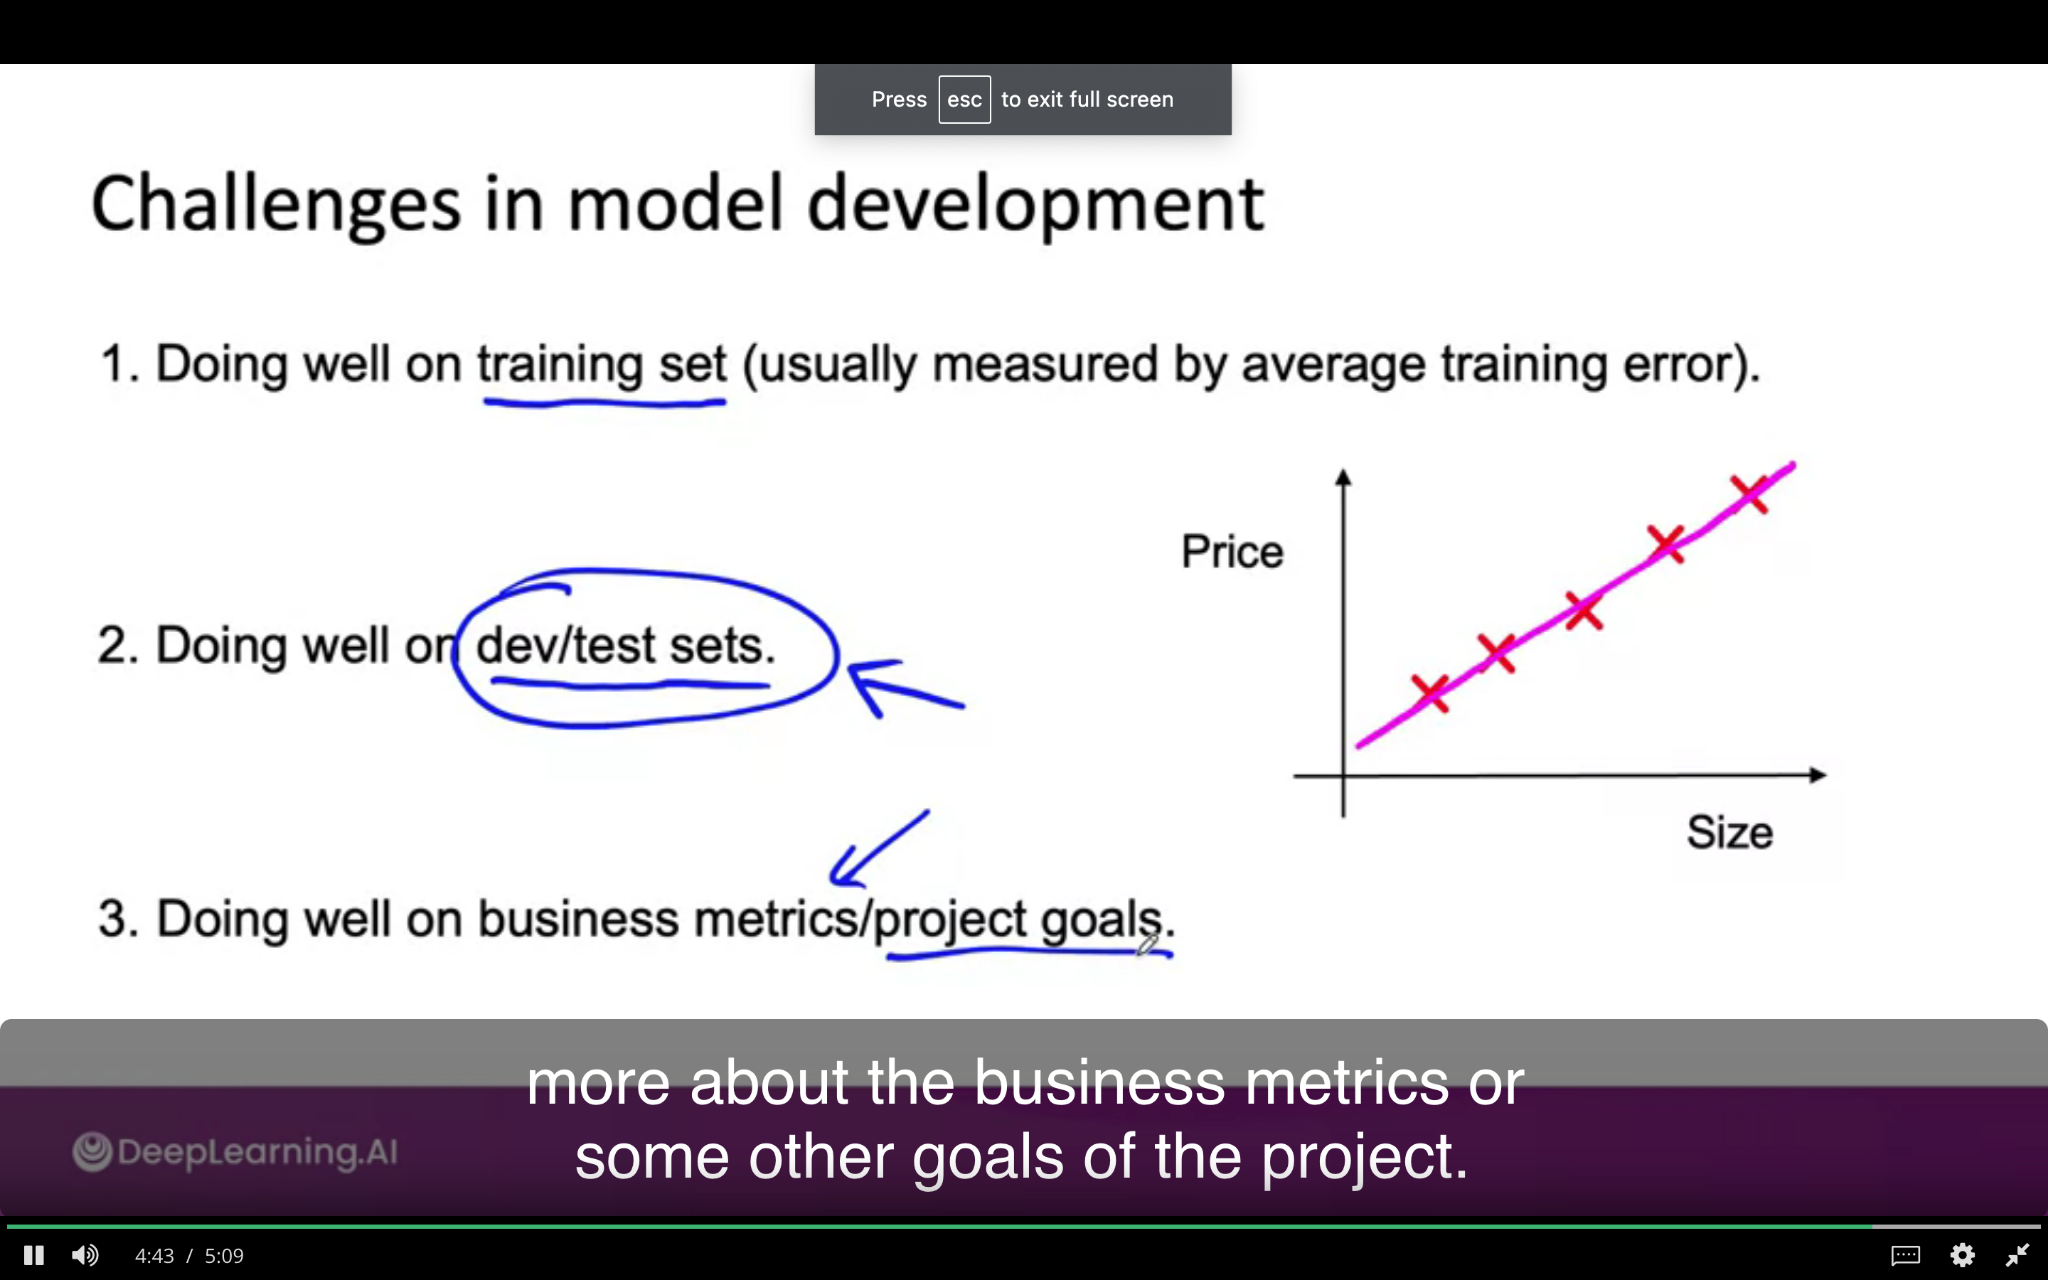 Press esc to exit full screen
Challenges in model development
1. Doing well on training set (usually measured by average training error).
Price
2. Doing well on dev/test sets.
Size
3. Doing well on business metrics/project goals.
more about the business metrics or
some other goals of the project.
DeepLearning.AI
4:43 / 5:09